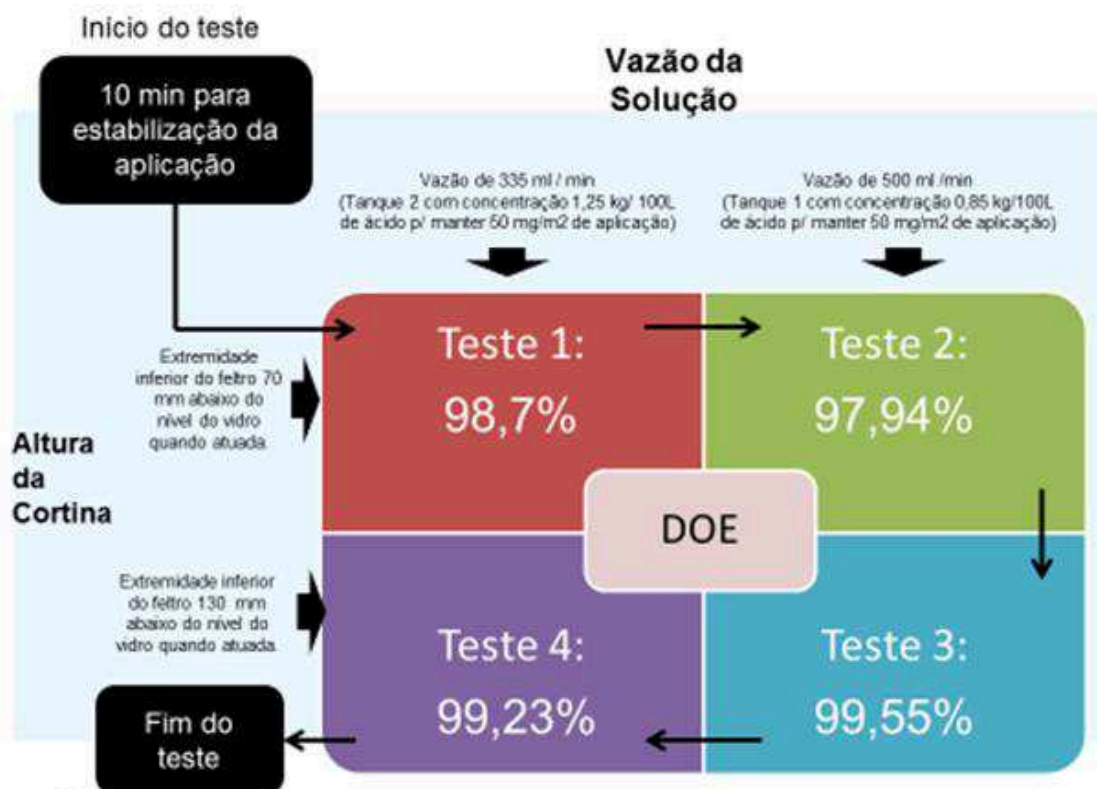 Início do teste
10 min para
estabilização da
aplicação
Vazão da
Solução
Vazão de 335 ml / min
(Tanque 2 com concentração 1,25 kg/ 100L
de ácido p/ manter 50 mg/m2 de aplicação)
Vazão de 500 ml /min
(Tanque 1 com concentração 0,85 kg/100L
de ácido p/ manter 50 mg/m2 de aplicação)
Extremidade
inferior do feltro 70
mm abaixo do
nível do vidro
quando atuada.
Teste 1:
98,7%
Teste 2:
97,94%
Altura
da
Cortina
DOE
Extremidade inferior
do feltro 130 mm
abaixo do nível do
vidro quando atuada.
Teste 4:
99,23%
Teste 3:
99,55%
Fim do
teste